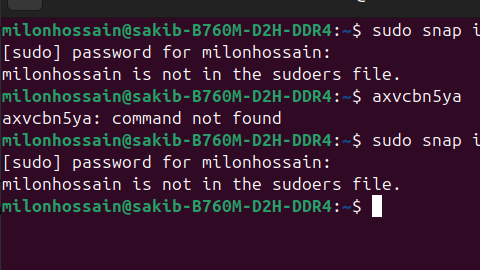 milonhossain@sakib-B760M-D2H-DDR4:~$ sudo snap i
[sudo] password for milonhossain:
milonhossain is not in the sudoers file.
milonhossain@sakib-B760M-D2H-DDR4:~$ axvcbn5ya
axvcbn5ya: command not found
milonhossain@sakib-B760M-D2H-DDR4:~$ sudo snap i
[sudo] password for milonhossain:
milonhossain is not in the sudoers file.
milonhossain@sakib-B760M-D2H-DDR4:~$